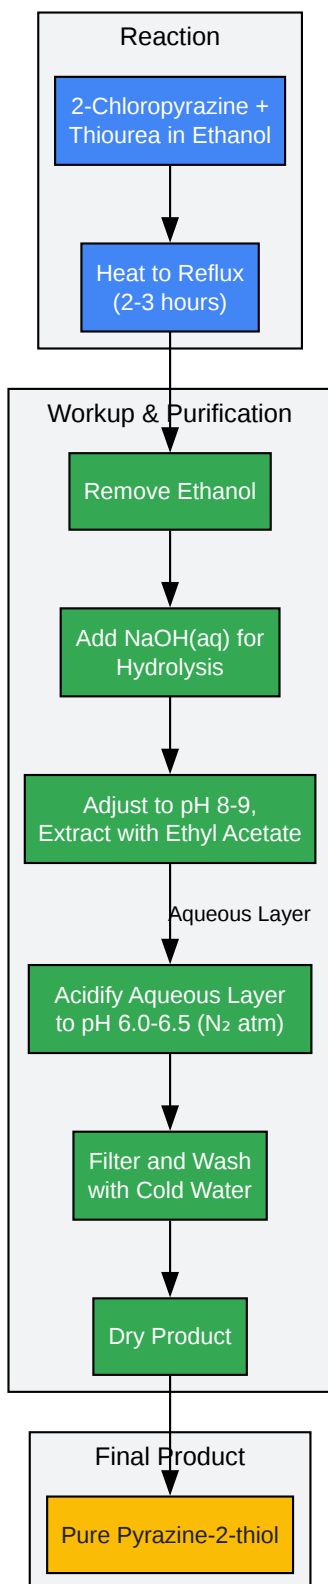 Reaction
2-Chloropyrazine +
Thiourea in Ethanol
Heat to Reflux
(2-3 hours)
Workup & Purification
Remove Ethanol
Add NaOH(aq) for
Hydrolysis
Adjust to pH 8-9,
Extract with Ethyl Acetate
Aqueous Layer
Acidify Aqueous Layer
to pH 6.0-6.5 (N₂ atm)
Filter and Wash
with Cold Water
Dry Product
Final Product
Pure Pyrazine-2-thiol